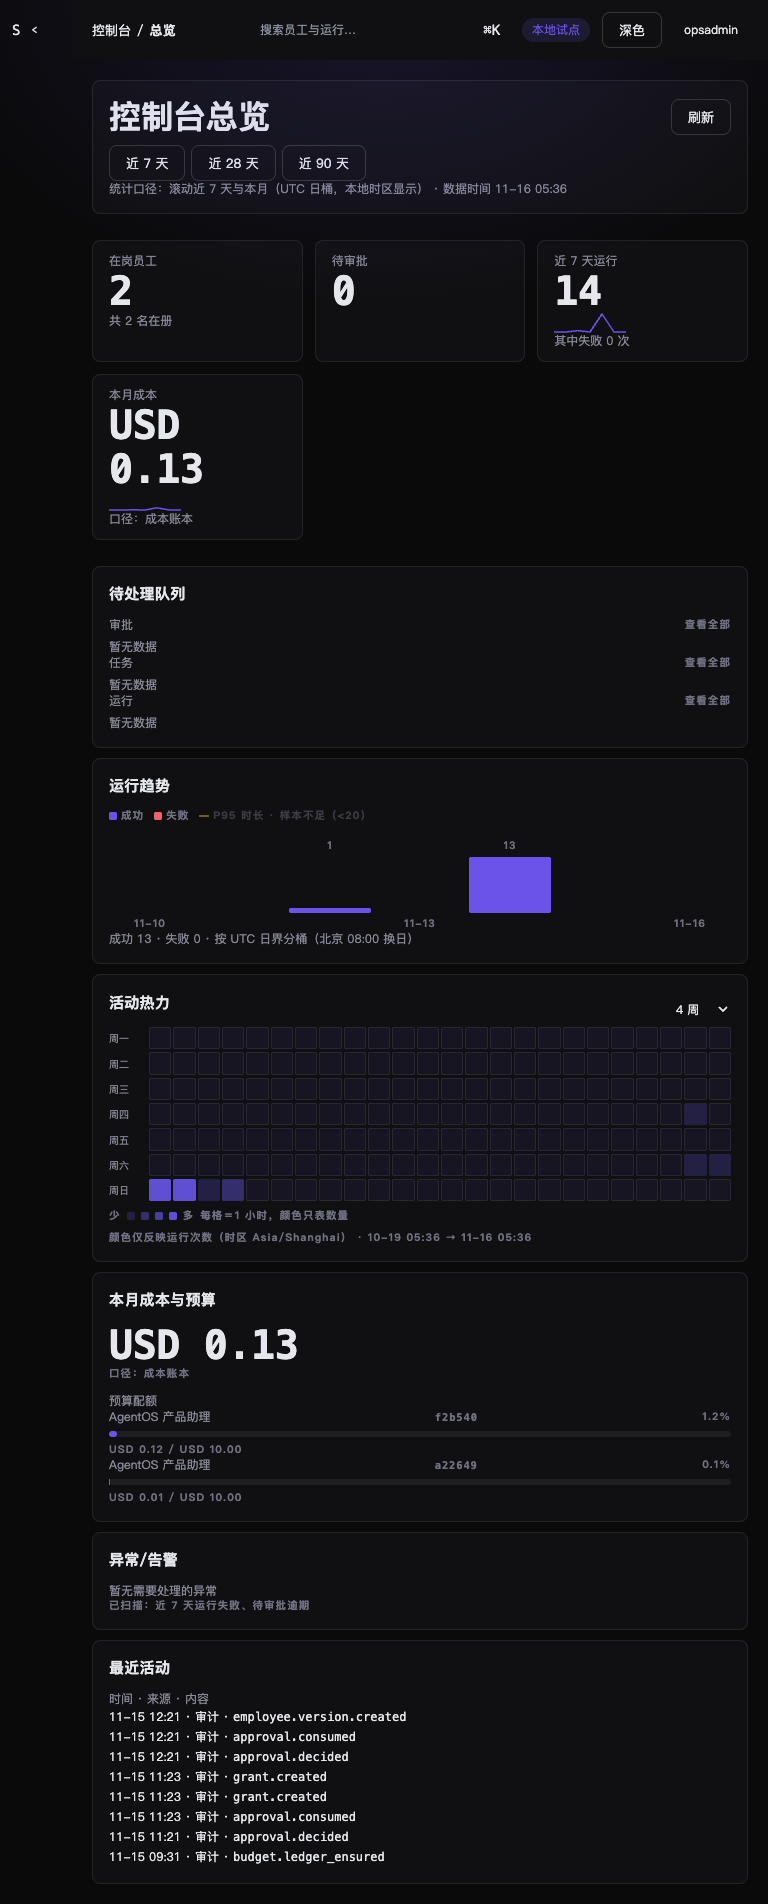 S <
控制台 / 总览
搜索员工与运行...
⌘K
本地试点
深色
opsadmin
控制台总览
刷新
近 7 天
近 28 天
近 90 天
统计口径：滚动近 7 天与本月（UTC 日桶，本地时区显示） · 数据时间 11-16 05:36
在岗员工
2
共 2 名在册
待审批
0
近 7 天运行
14
其中失败 0 次
本月成本
USD
0.13
口径：成本账本
待处理队列
审批
查看全部
暂无数据
任务
查看全部
暂无数据
运行
查看全部
暂无数据
运行趋势
成功 失败 P95 时长 · 样本不足（<20）
1
13
11-10
11-13
11-16
成功 13 · 失败 0 · 按 UTC 日界分桶（北京 08:00 换日）
活动热力
4 周
周一
周二
周三
周四
周五
周六
周日
少 多 每格=1 小时，颜色只表数量
颜色仅反映运行次数（时区 Asia/Shanghai） · 10-19 05:36 → 11-16 05:36
本月成本与预算
USD 0.13
口径：成本账本
预算配额
AgentOS 产品助理 f2b540 1.2%
USD 0.12 / USD 10.00
AgentOS 产品助理 a22649 0.1%
USD 0.01 / USD 10.00
异常/告警
暂无需要处理的异常
已扫描：近 7 天运行失败、待审批逾期
最近活动
时间 · 来源 · 内容
11-15 12:21 · 审计 · employee.version.created
11-15 12:21 · 审计 · approval.consumed
11-15 12:21 · 审计 · approval.decided
11-15 11:23 · 审计 · grant.created
11-15 11:23 · 审计 · grant.created
11-15 11:23 · 审计 · approval.consumed
11-15 11:21 · 审计 · approval.decided
11-15 09:31 · 审计 · budget.ledger_ensured